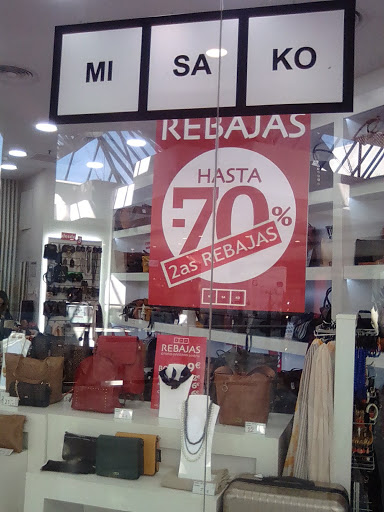 MI SA KO
REBAJAS
HASTA
-70%
2as REBAJAS
REBAJAS